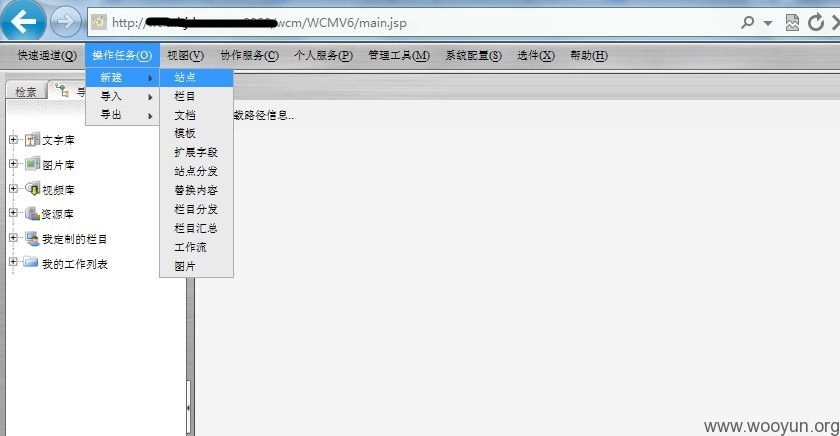 http://
/wcm/WCMV6/main.jsp
快速通道(Q) 操作任务(O) 视图(V) 协作服务(C) 个人服务(P) 管理工具(M) 系统配置(S) 选件(X) 帮助(H)
新建
导入
导出
站点
栏目
文档
模板
扩展字段
站点分发
替换内容
栏目分发
栏目汇总
工作流
图片
检索
载路径信息..
文字库
图片库
视频库
资源库
我定制的栏目
我的工作列表
www.wooyun.org